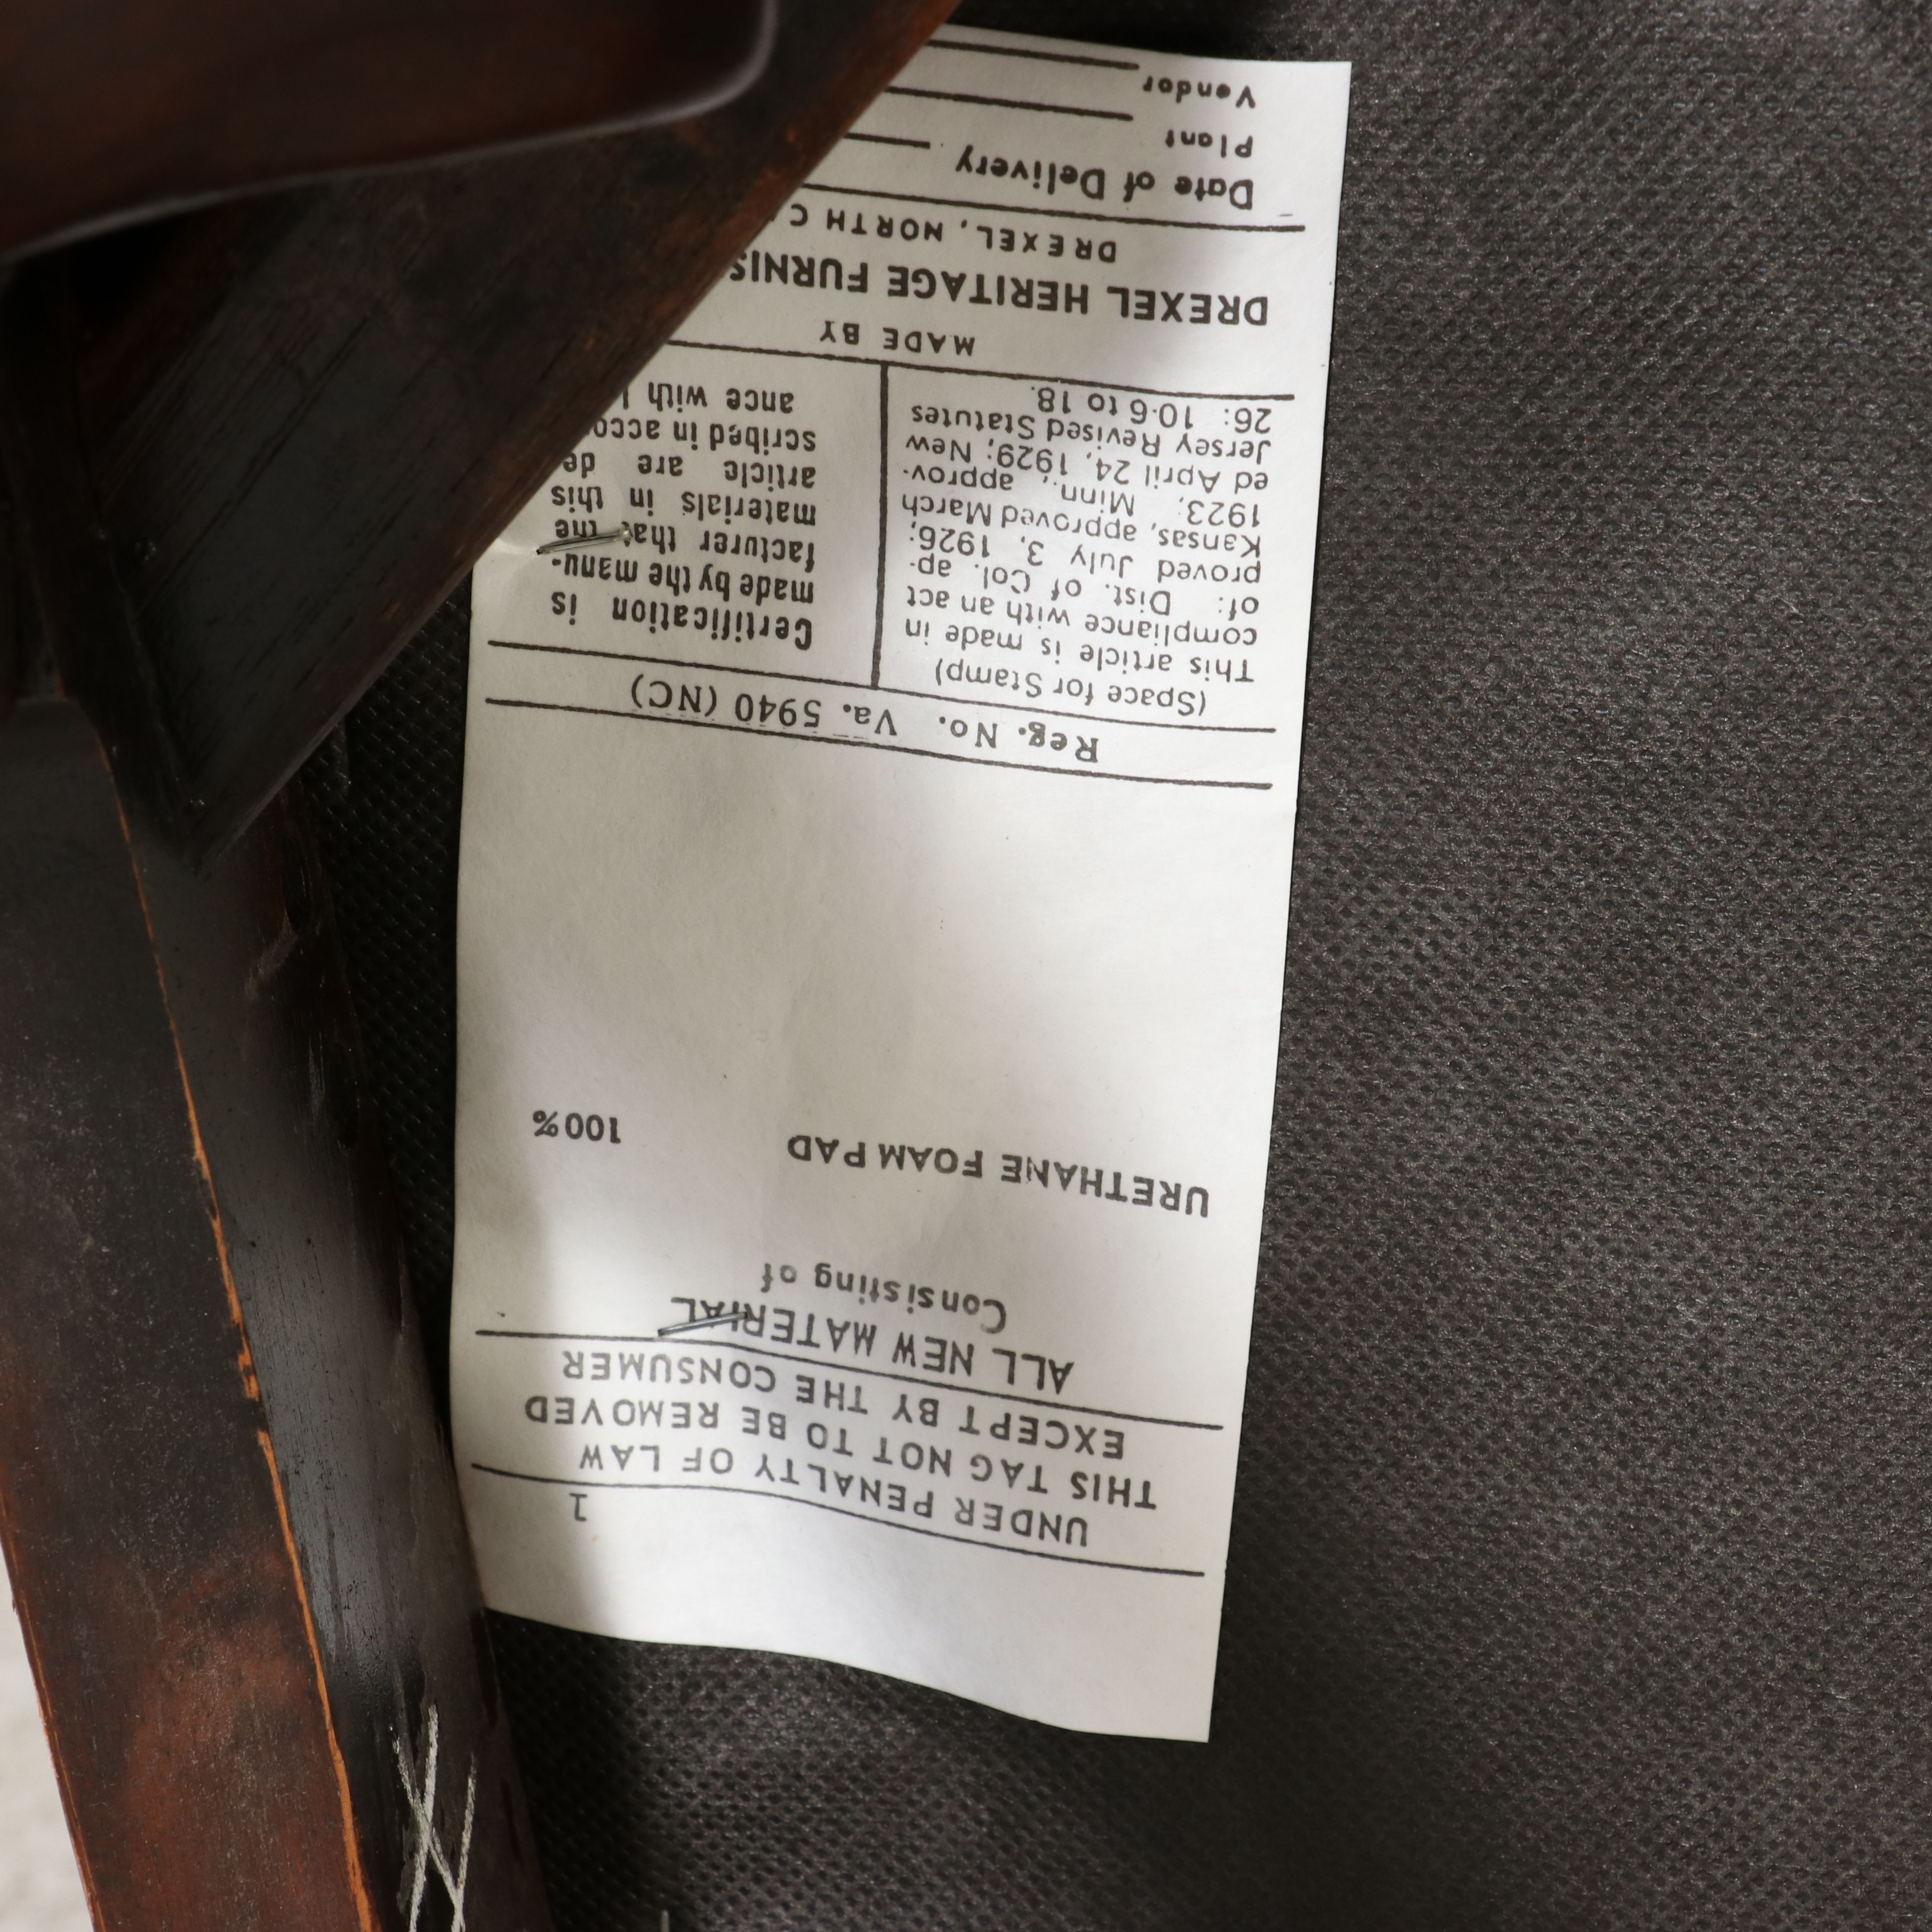 1
UNDER PENALTY OF LAW
THIS TAG NOT TO BE REMOVED
EXCEPT BY THE CONSUMER
ALL NEW MATERIAL
Consisting of
URETHANE FOAM PAD 100%
Reg. No. Va. 5940 (NC)
(Space for Stamp)
This article is made in
compliance with an act
of: Dist. of Col. ap-
proved July 3, 1926;
Kansas, approved March
1923; Minn., approv-
ed April 24, 1929; New
Jersey Revised Statutes
26: 10-6 to 18.
Certification is
made by the manu-
facturer that the
materials in this
article are de
scribed in acco
ance with
MADE BY
DREXEL HERITAGE FURNIS
DREXEL, NORTH C
Date of Delivery
Plant
Vendor